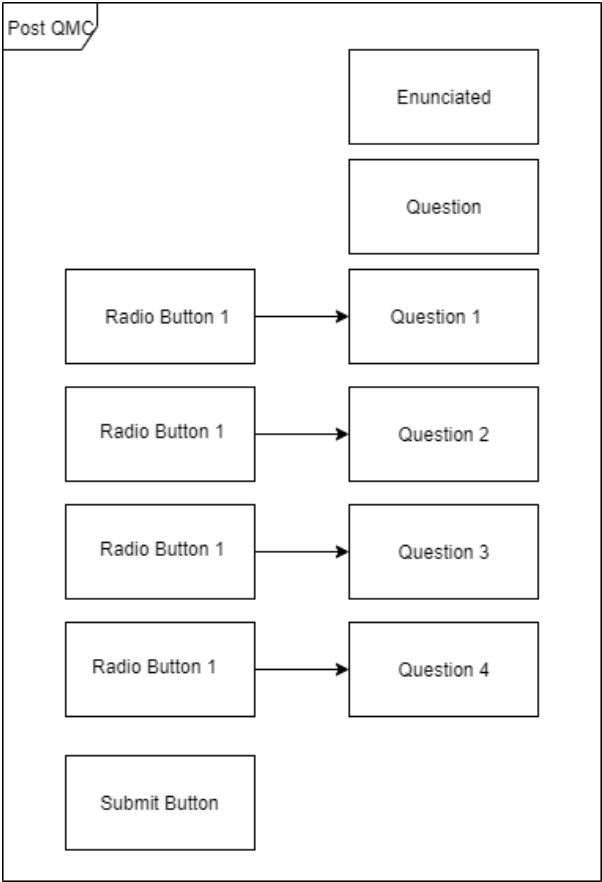 Post QMC
Enunciated
Question
Radio Button 1
Question 1
Radio Button 1
Question 2
Radio Button 1
Question 3
Radio Button 1
Question 4
Submit Button